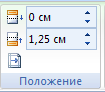 0 см
1,25 см
Положение